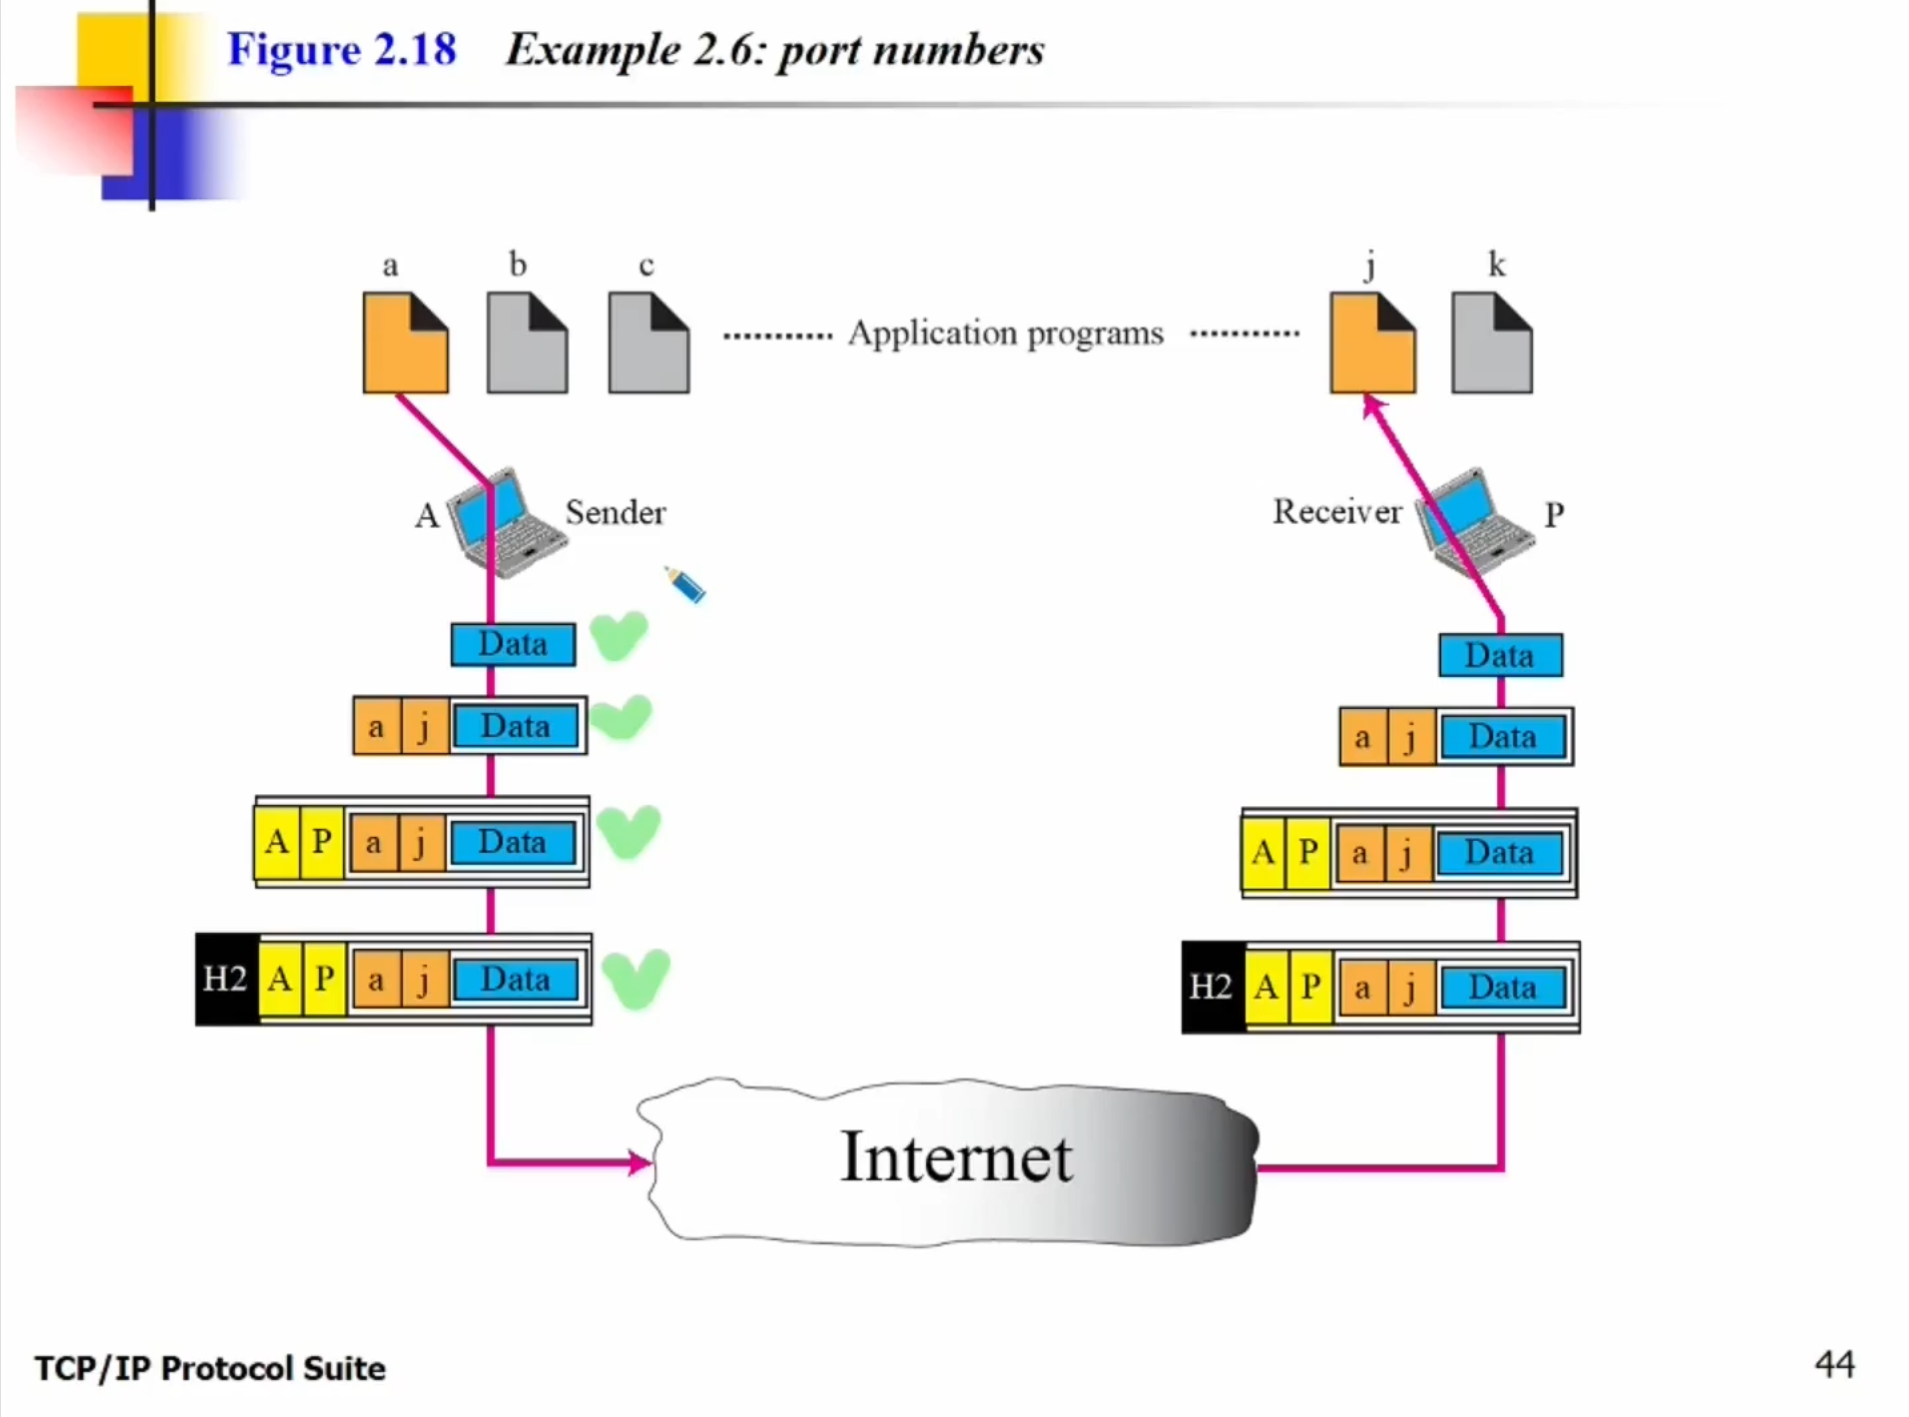 Figure 2.18 Example 2.6: port numbers
a b c j k
Application programs
A Sender Receiver P
Data
Data
a j Data
a j Data
A P a j Data
A P a j Data
H2 A P a j Data
H2 A P a j Data
Internet
TCP/IP Protocol Suite 44